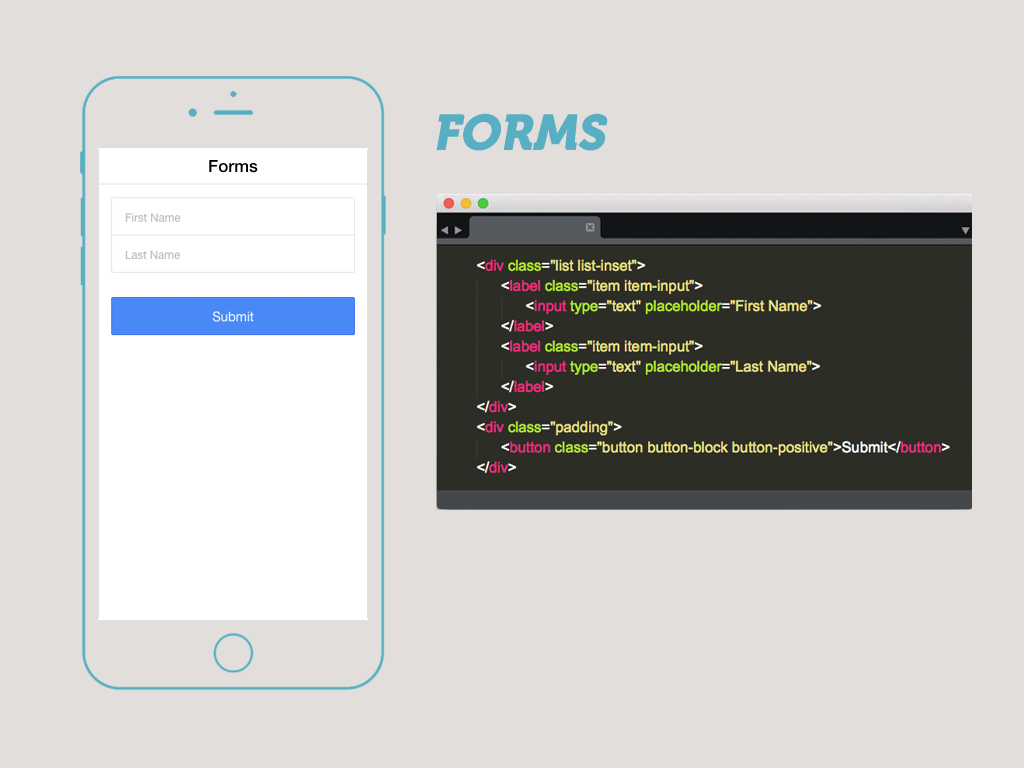 FORMS
Forms
First Name
Last Name
Submit
<div class="list list-inset">
<label class="item item-input">
<input type="text" placeholder="First Name">
</label>
<label class="item item-input">
<input type="text" placeholder="Last Name">
</label>
</div>
<div class="padding">
<button class="button button-block button-positive">Submit</button>
</div>